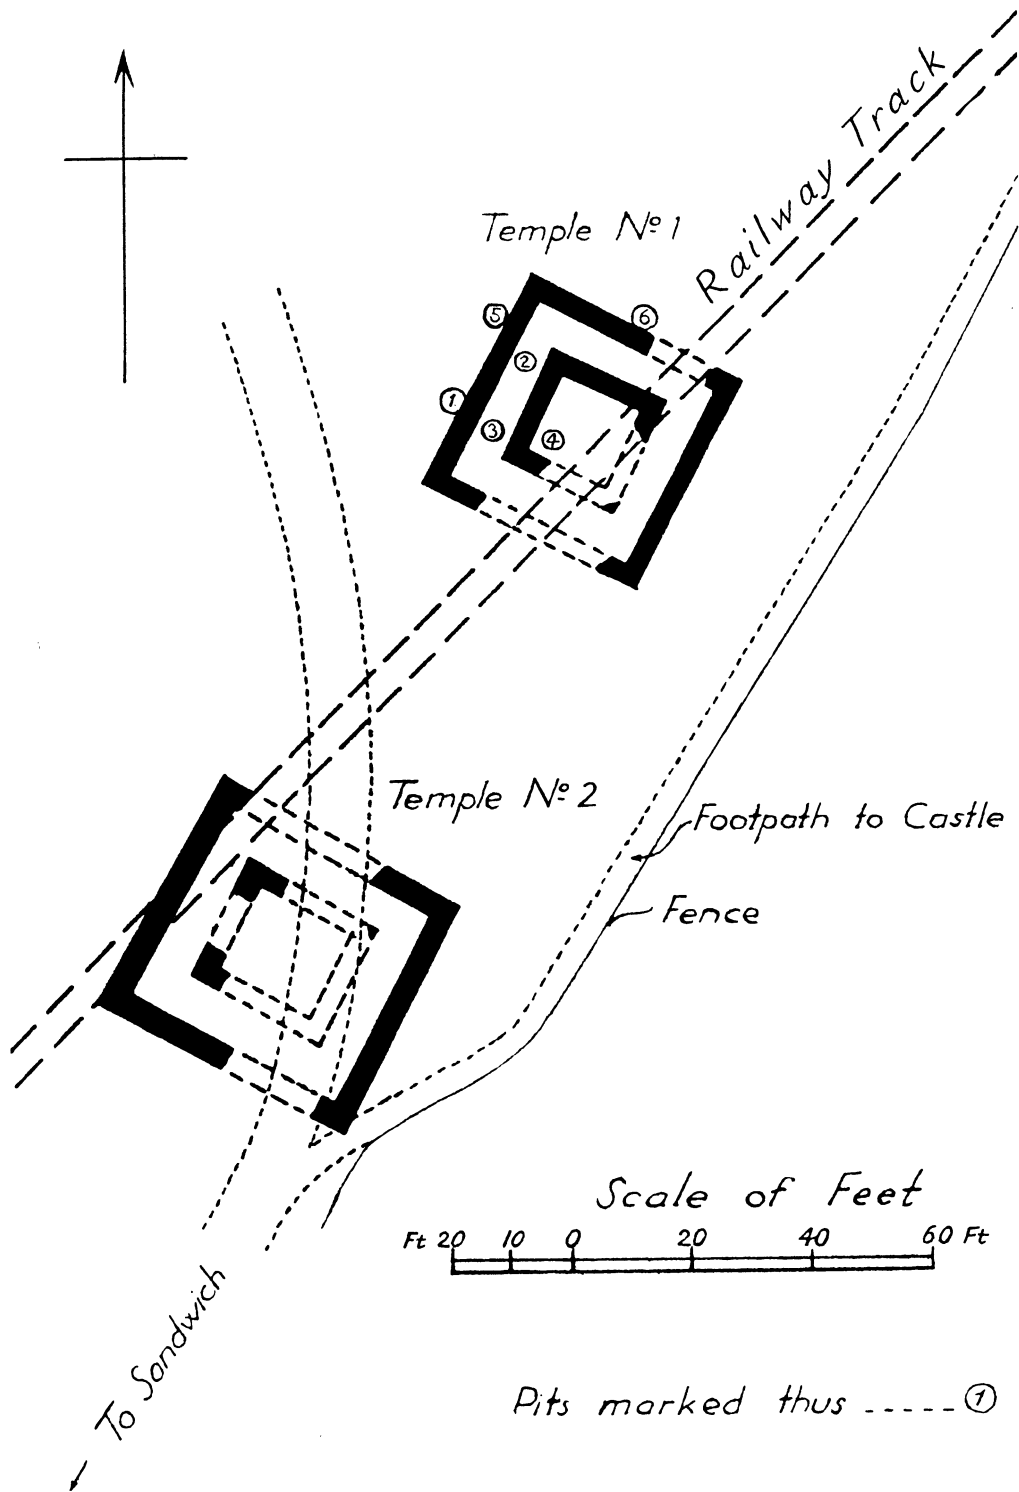 Railway Track
Temple No 1
⑤
⑥
②
①
③
④
Temple No 2
Footpath to Castle
Fence
Scale of Feet
Ft 20 10 0 20 40 60 Ft
To Sandwich
Pits marked thus -----①